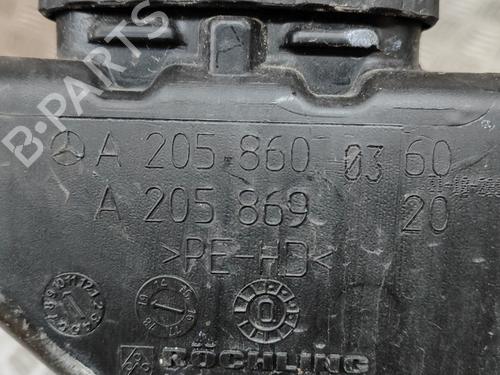 B-PARTS
A 205 860 03 60
A 205 869 20
>PE-HD<
RÖCHLING